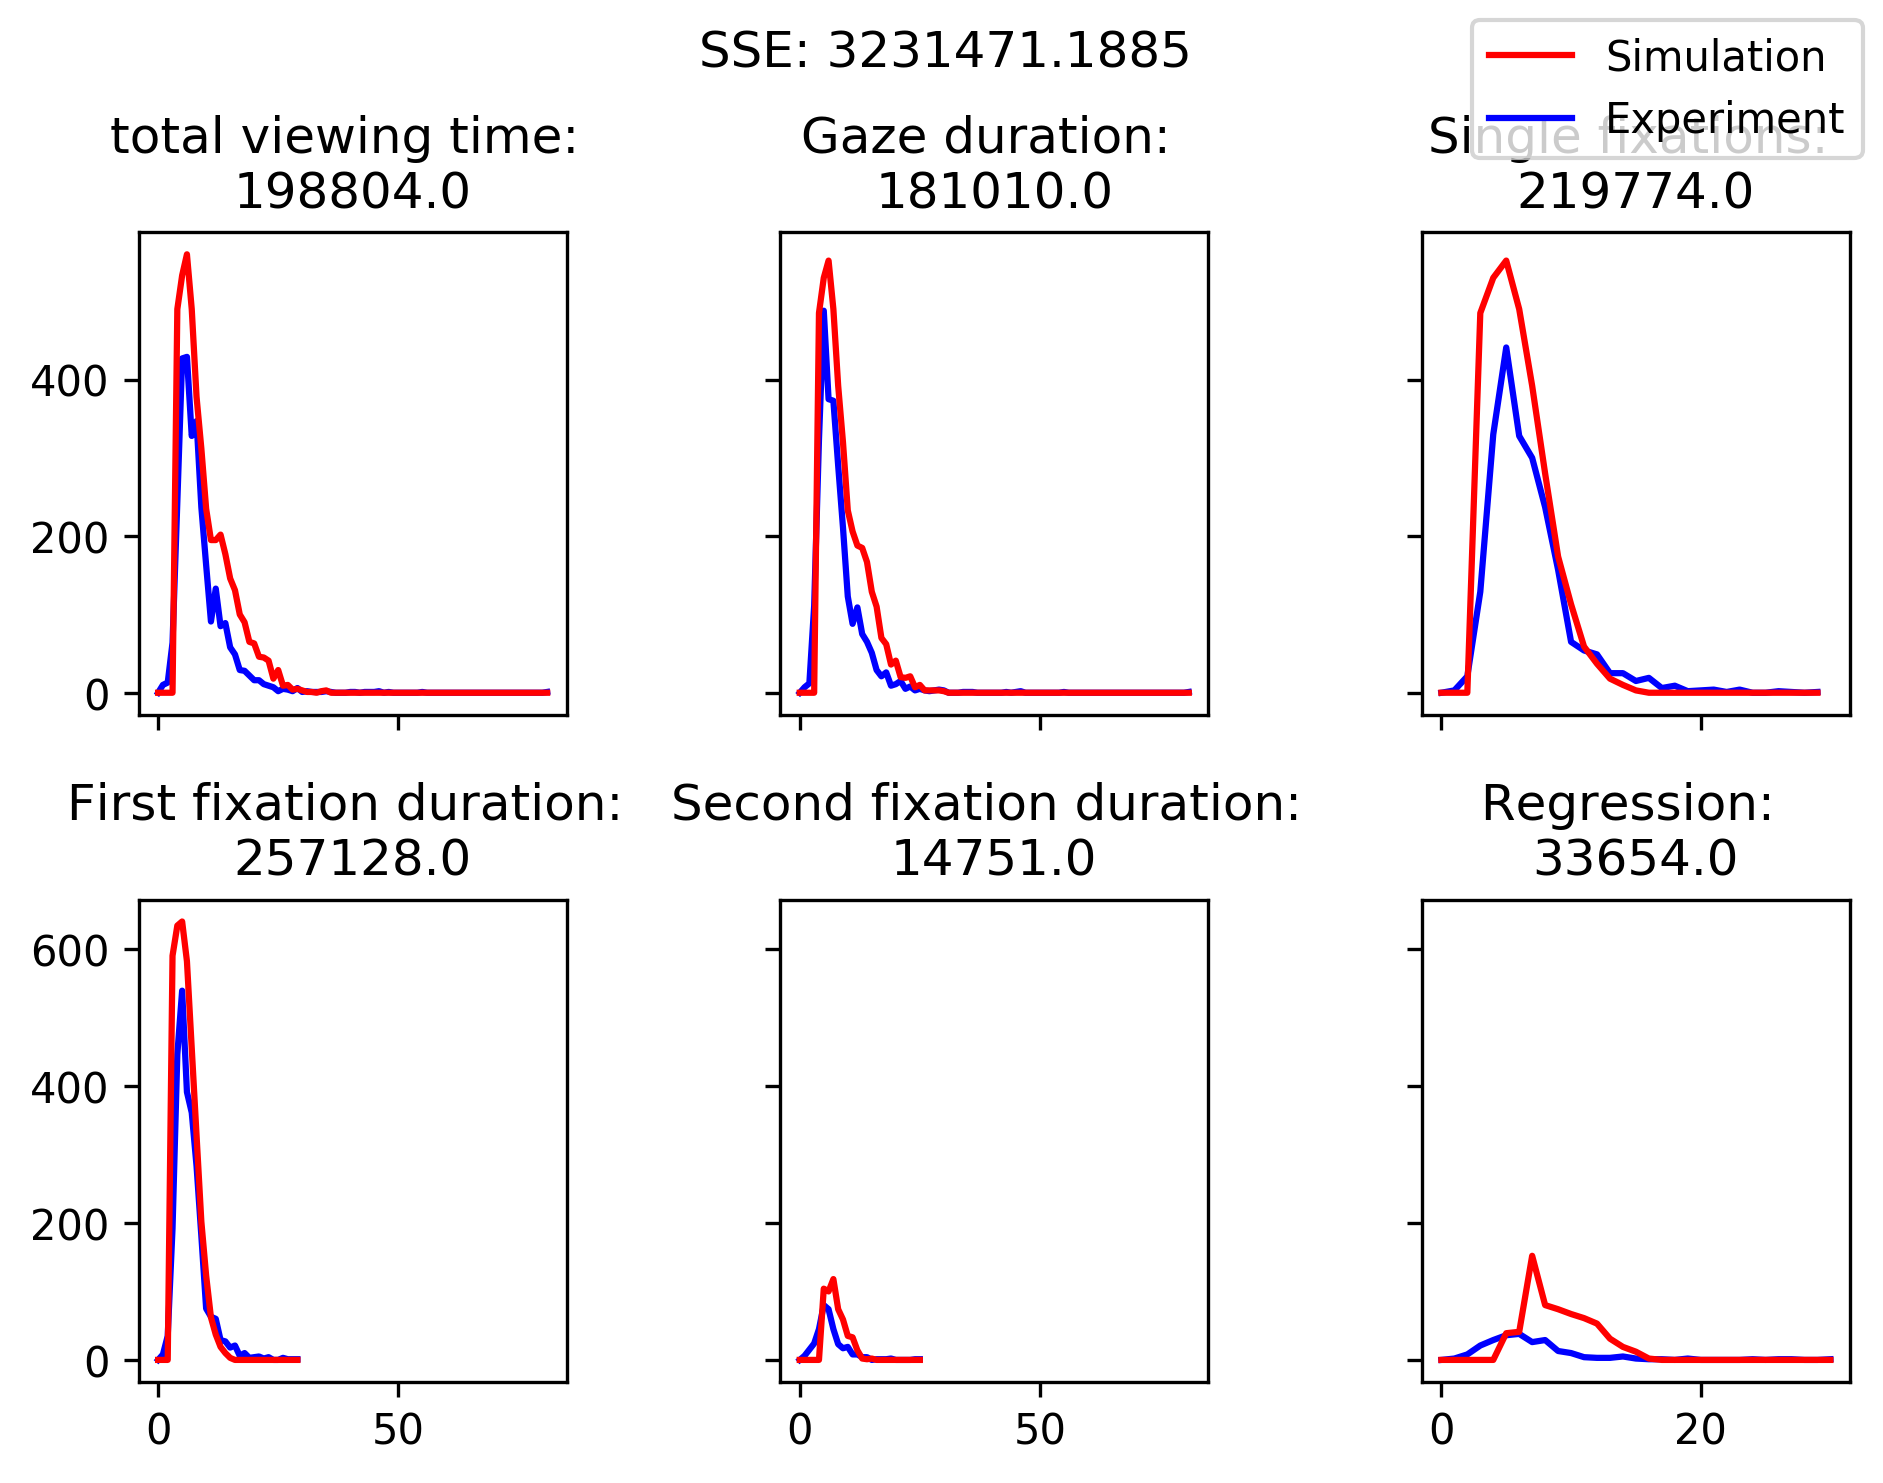 SSE: 3231471.1885
Simulation
Experiment
total viewing time:
198804.0
Gaze duration:
181010.0
Single fixations:
219774.0
400
200
0
First fixation duration:
257128.0
Second fixation duration:
14751.0
Regression:
33654.0
600
400
200
0
0
50
0
50
0
20